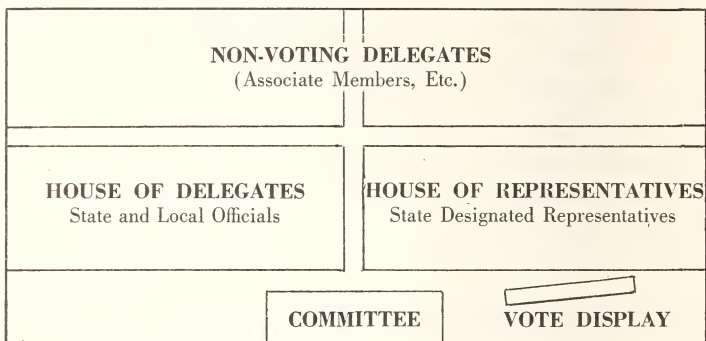 NON-VOTING DELEGATES
(Associate Members, Etc.)
HOUSE OF DELEGATES
State and Local Officials
HOUSE OF REPRESENTATIVES
State Designated Representatives
COMMITTEE
VOTE DISPLAY